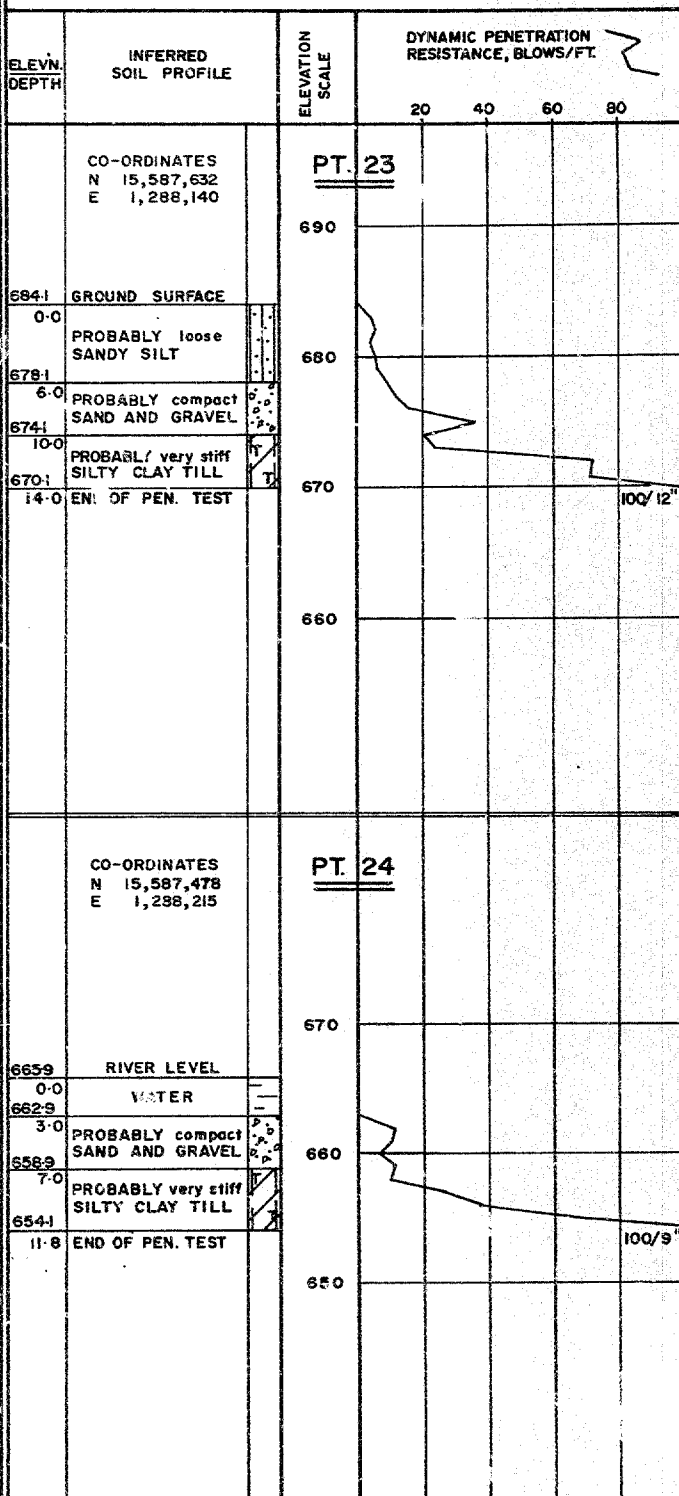 ELEVN.
DEPTH
INFERRED
SOIL PROFILE
ELEVATION
SCALE
DYNAMIC PENETRATION
RESISTANCE, BLOWS/FT.
20 40 60 80
CO-ORDINATES
N 15,587,632
E 1,288,140
PT. 23
690
684.1 GROUND SURFACE
0.0
PROBABLY loose
SANDY SILT
680
678.1
6.0
PROBABLY compact
SAND AND GRAVEL
674.1
10.0
PROBABLY very stiff
SILTY CLAY TILL
670.1
670
14.0 END OF PEN. TEST
100/12"
660
CO-ORDINATES
N 15,587,478
E 1,288,215
PT. 24
670
665.9 RIVER LEVEL
0.0
WATER
662.9
3.0
PROBABLY compact
SAND AND GRAVEL
660
658.9
7.0
PROBABLY very stiff
SILTY CLAY TILL
654.1
11.8 END OF PEN. TEST
100/9"
650